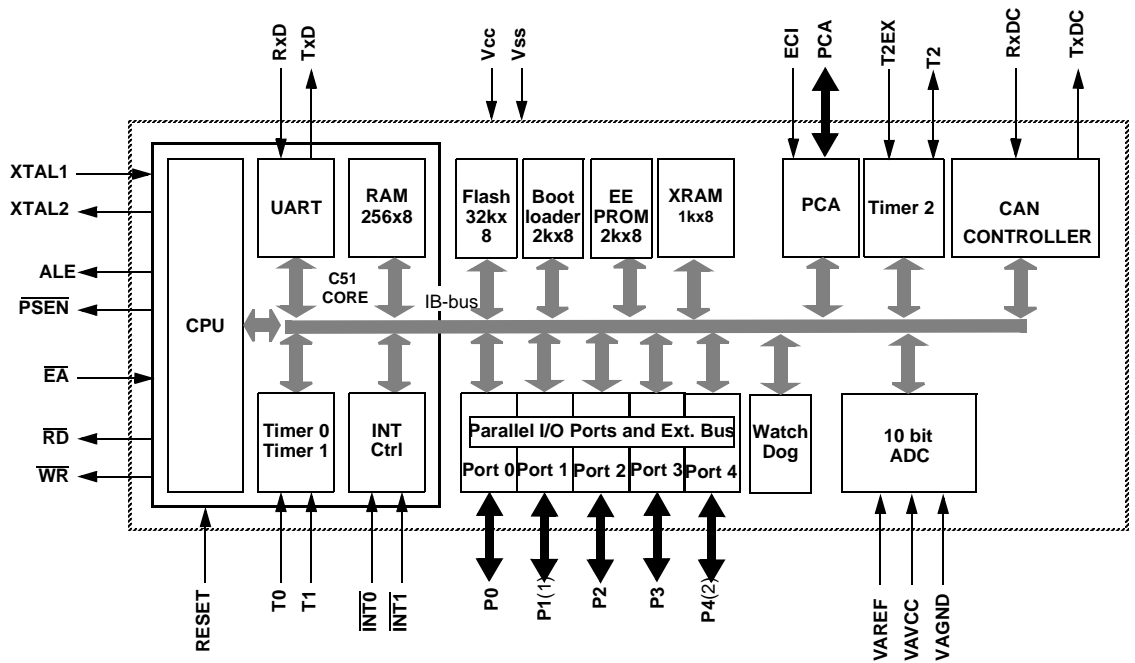 RxD
TxD
Vcc
Vss
ECI
PCA
T2EX
T2
RxDC
TxDC
XTAL1
XTAL2
ALE
PSEN
EA
RD
WR
CPU
UART
RAM
256x8
C51
CORE
IB-bus
Flash
32kx
8
Boot
loader
2kx8
EE
PROM
2kx8
XRAM
1kx8
PCA
Timer 2
CAN
CONTROLLER
Timer 0
Timer 1
INT
Ctrl
Parallel I/O Ports and Ext. Bus
Port 0
Port 1
Port 2
Port 3
Port 4
Watch
Dog
10 bit
ADC
RESET
T0
T1
INT0
INT1
P0
P1(1)
P2
P3
P4(2)
VAREF
VAVCC
VAGND